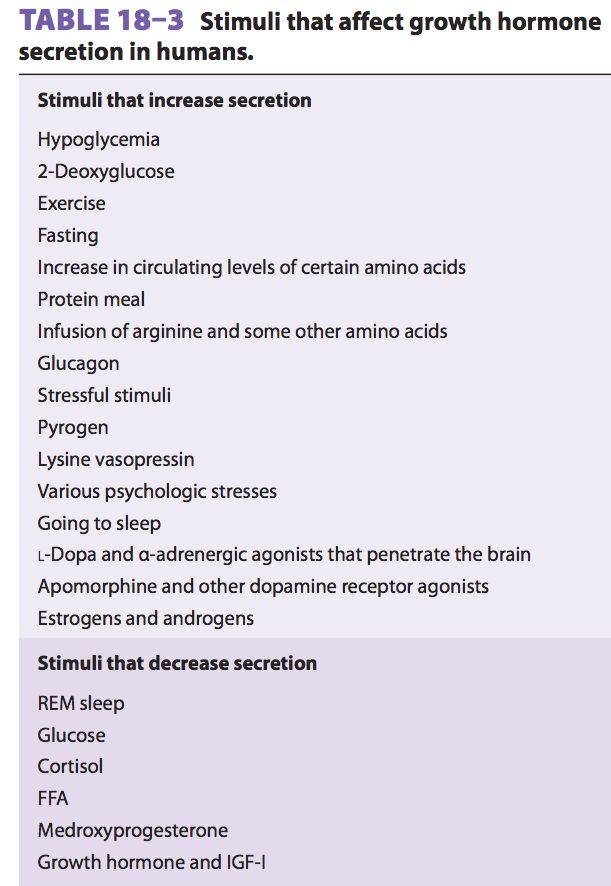 TABLE 18–3 Stimuli that affect growth hormone
secretion in humans.
Stimuli that increase secretion
Hypoglycemia
2-Deoxyglucose
Exercise
Fasting
Increase in circulating levels of certain amino acids
Protein meal
Infusion of arginine and some other amino acids
Glucagon
Stressful stimuli
Pyrogen
Lysine vasopressin
Various psychologic stresses
Going to sleep
L-Dopa and α-adrenergic agonists that penetrate the brain
Apomorphine and other dopamine receptor agonists
Estrogens and androgens
Stimuli that decrease secretion
REM sleep
Glucose
Cortisol
FFA
Medroxyprogesterone
Growth hormone and IGF-I